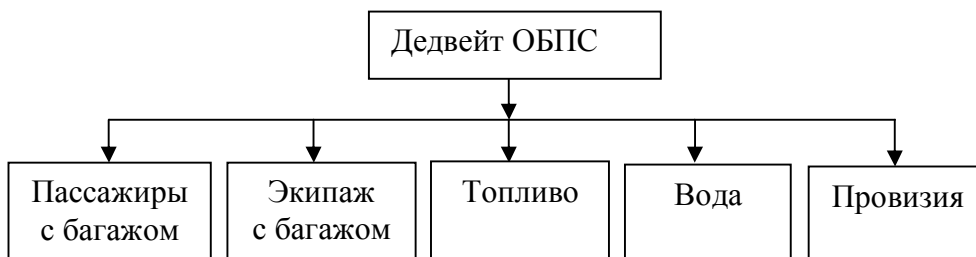 Дедвейт ОБПС
Пассажиры
с багажом
Экипаж
с багажом
Топливо
Вода
Провизия